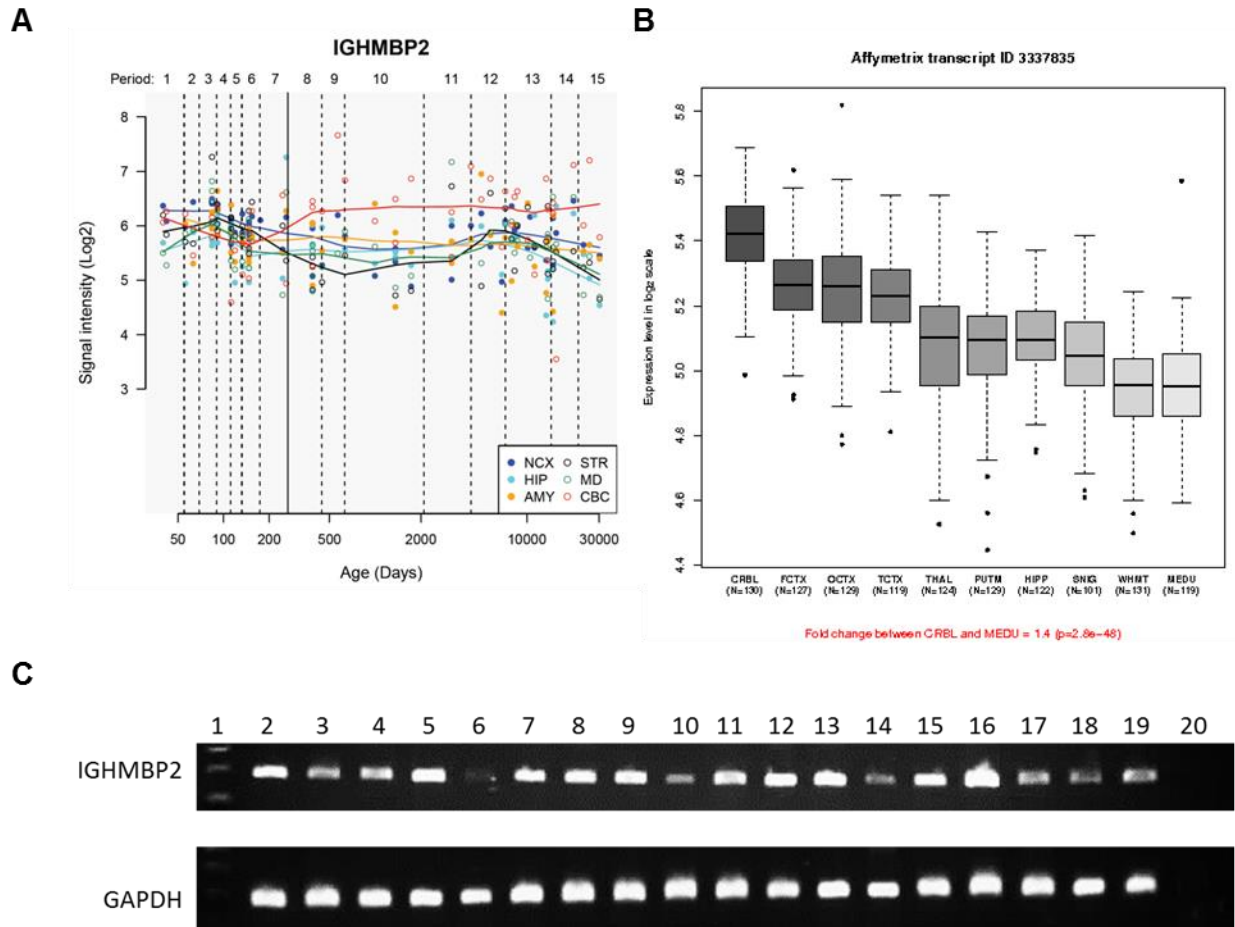 A
IGHMBP2
Period: 1 2 3 4 5 6 7 8 9 10 11 12 13 14 15
Signal intensity (Log2)
8
7
6
5
4
3
NCX STR
HIP MD
AMY CBC
50 100 200 500 2000 10000 30000
Age (Days)
B
Affymetrix transcript ID 3337835
Expression level in log2 scale
5.8
5.6
5.4
5.2
5.0
4.8
4.6
4.4
CRBL FCTX OCTX TCTX THAL PUTM HIPP SNIG WHMT MEDU
(N=130) (N=127) (N=129) (N=119) (N=124) (N=129) (N=122) (N=101) (N=131) (N=119)
Fold change between CRBL and MEDU = 1.4 (p=2.8e-48)
C
1 2 3 4 5 6 7 8 9 10 11 12 13 14 15 16 17 18 19 20
IGHMBP2
GAPDH